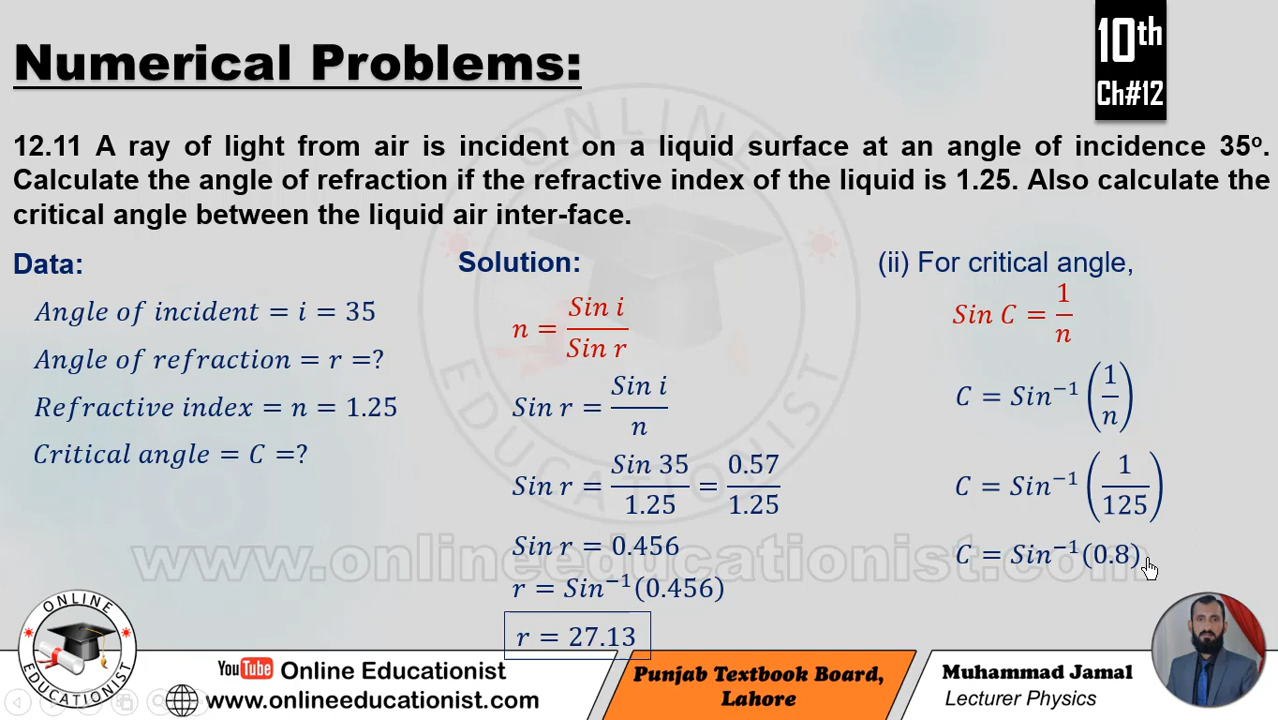 Numerical Problems:
10th
Ch#12
12.11 A ray of light from air is incident on a liquid surface at an angle of incidence 35º.
Calculate the angle of refraction if the refractive index of the liquid is 1.25. Also calculate the
critical angle between the liquid air inter-face.
Data:
Angle of incident = i = 35
Angle of refraction = r =?
Refractive index = n = 1.25
Critical angle = C =?
Solution:
n = Sin i / Sin r
Sin r = Sin i / n
Sin r = Sin 35 / 1.25 = 0.57 / 1.25
Sin r = 0.456
r = Sin⁻¹(0.456)
r = 27.13
(ii) For critical angle,
Sin C = 1 / n
C = Sin⁻¹(1 / n)
C = Sin⁻¹(1 / 125)
C = Sin⁻¹(0.8)
ONLINE
EDUCATIONIST
www.onlineeducationist.com
ONLINE
EDUCATIONIST
YouTube Online Educationist
www.onlineeducationist.com
Punjab Textbook Board,
Lahore
Muhammad Jamal
Lecturer Physics